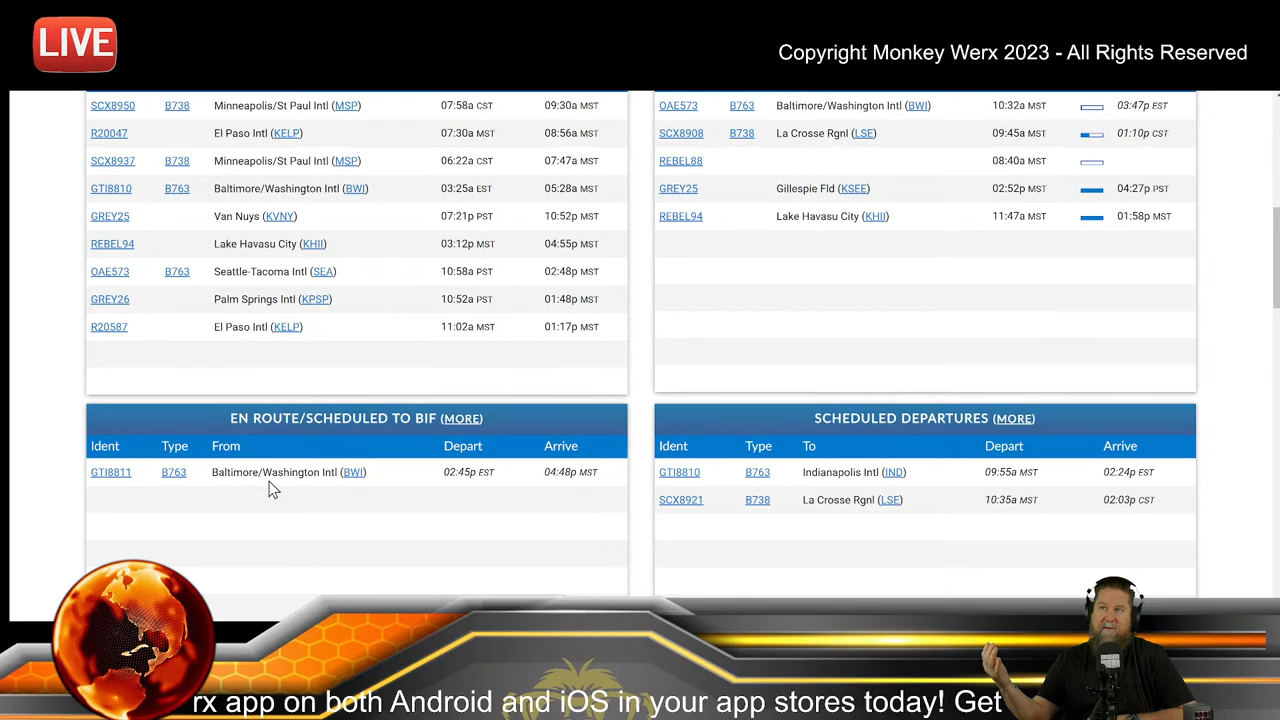 LIVE
Copyright Monkey Werx 2023 - All Rights Reserved
SCX8950 B738 Minneapolis/St Paul Intl (MSP) 07:58a CST 09:30a MST
R20047 El Paso Intl (KELP) 07:30a MST 08:56a MST
SCX8937 B738 Minneapolis/St Paul Intl (MSP) 06:22a CST 07:47a MST
GTI8810 B763 Baltimore/Washington Intl (BWI) 03:25a EST 05:28a MST
GREY25 Van Nuys (KVNY) 07:21p PST 10:52p MST
REBEL94 Lake Havasu City (KHII) 03:12p MST 04:55p MST
OAE573 B763 Seattle-Tacoma Intl (SEA) 10:58a PST 02:48p MST
GREY26 Palm Springs Intl (KPSP) 10:52a PST 01:48p MST
R20587 El Paso Intl (KELP) 11:02a MST 01:17p MST
OAE573 B763 Baltimore/Washington Intl (BWI) 10:32a MST 03:47p EST
SCX8908 B738 La Crosse Rgnl (LSE) 09:45a MST 01:10p CST
REBEL88 08:40a MST
GREY25 Gillespie Fld (KSEE) 02:52p MST 04:27p PST
REBEL94 Lake Havasu City (KHII) 11:47a MST 01:58p MST
EN ROUTE/SCHEDULED TO BIF (MORE)
Ident Type From Depart Arrive
GTI8811 B763 Baltimore/Washington Intl (BWI) 02:45p EST 04:48p MST
SCHEDULED DEPARTURES (MORE)
Ident Type To Depart Arrive
GTI8810 B763 Indianapolis Intl (IND) 09:55a MST 02:24p EST
SCX8921 B738 La Crosse Rgnl (LSE) 10:35a MST 02:03p CST
rx app on both Android and iOS in your app stores today! Get